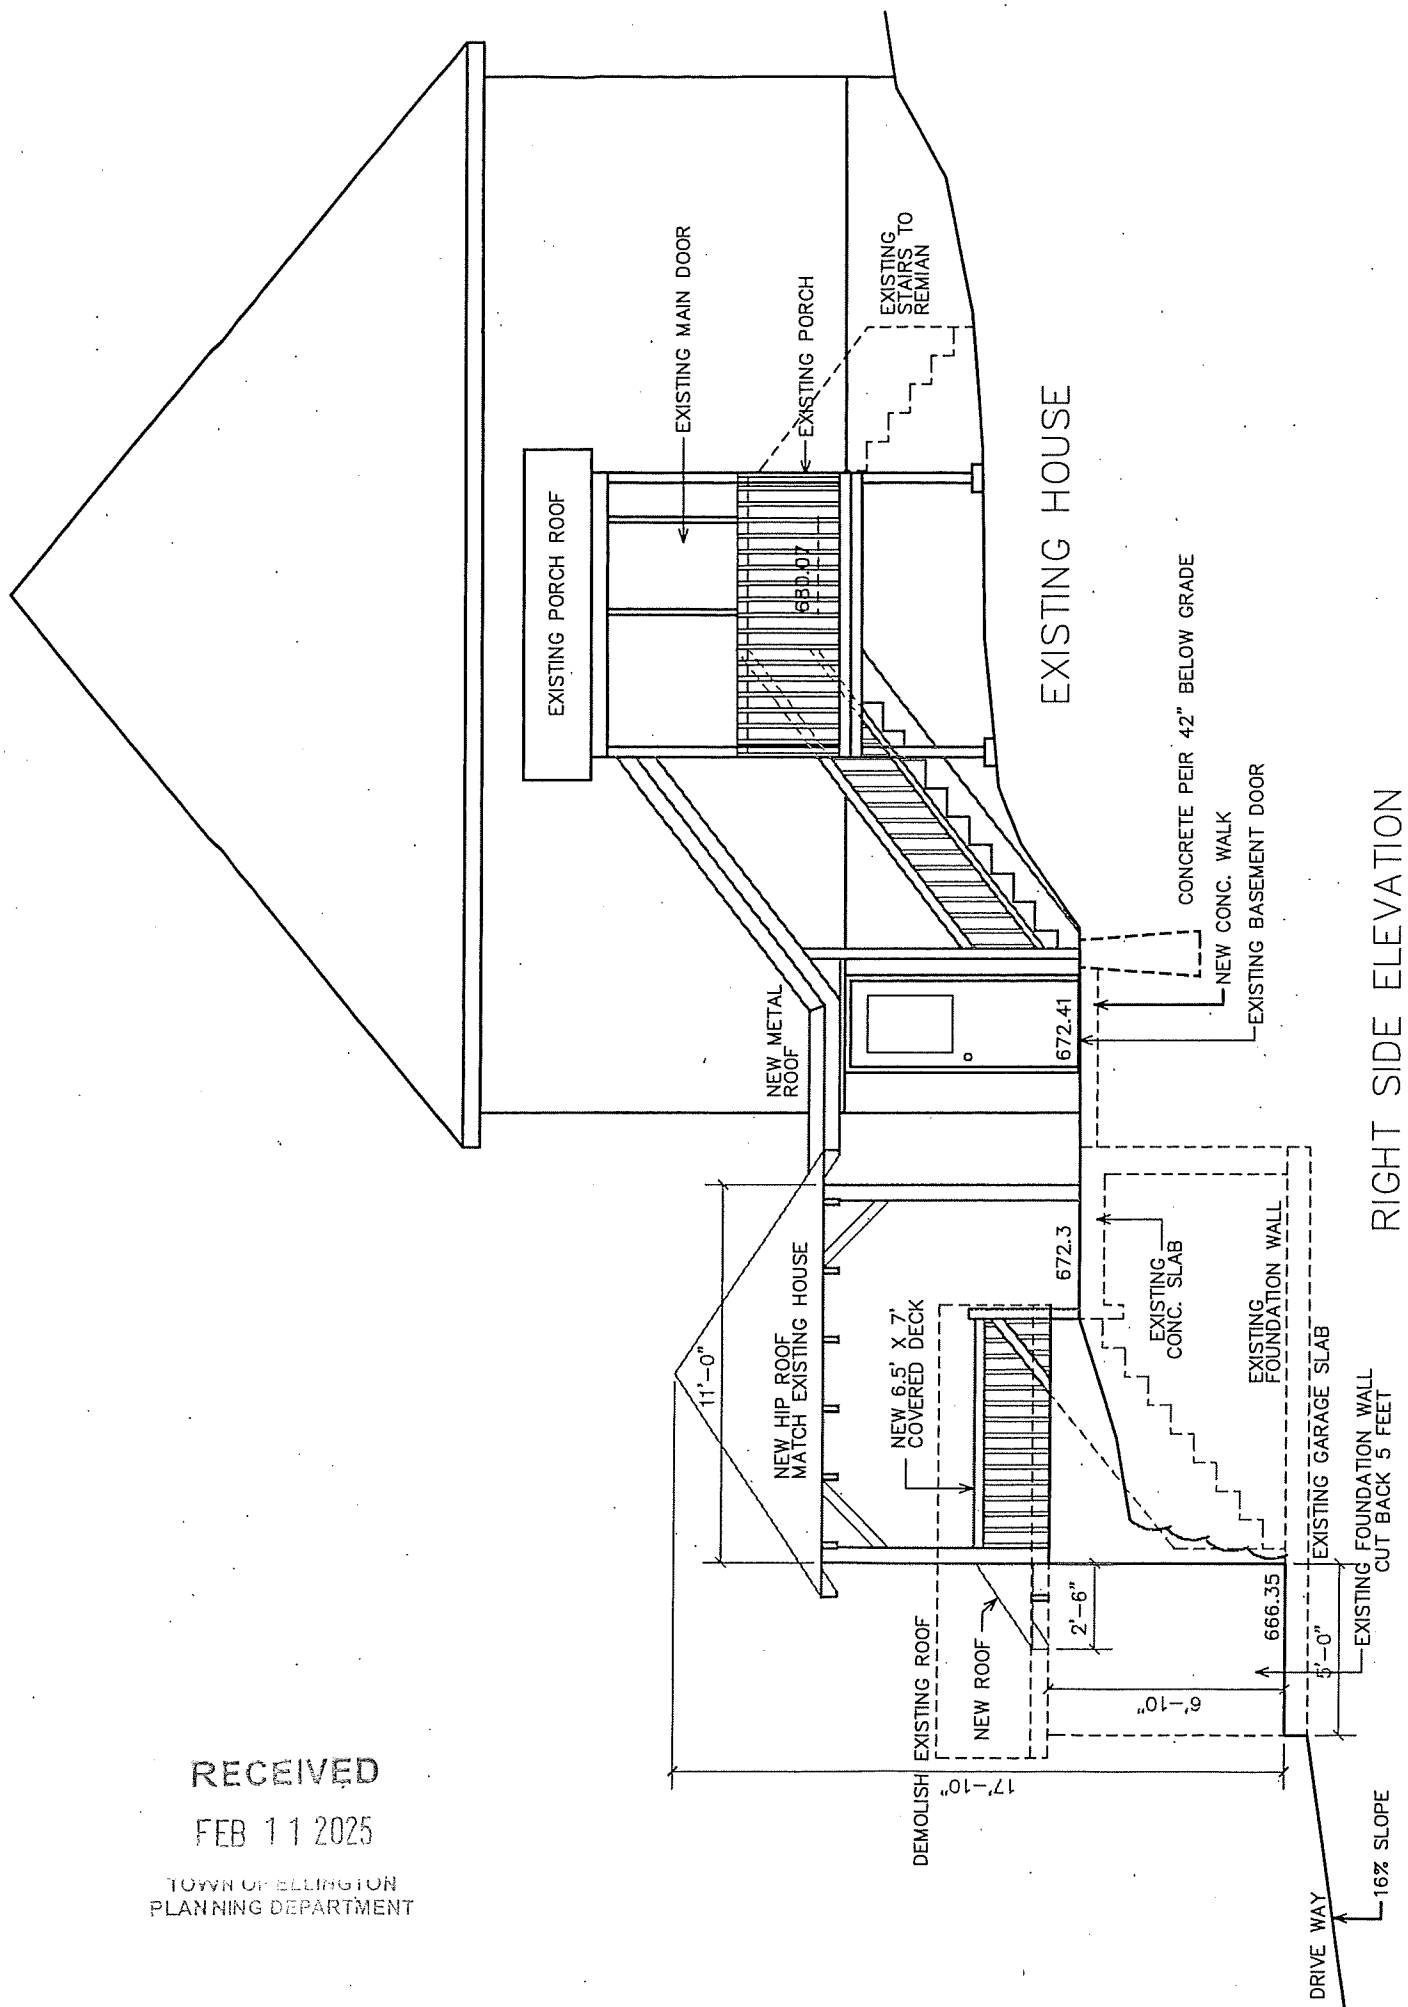 EXISTING PORCH ROOF
EXISTING MAIN DOOR
EXISTING PORCH
680.07
EXISTING
STAIRS TO
REMIAN
EXISTING HOUSE
NEW METAL
ROOF
672.41
CONCRETE PEIR 42" BELOW GRADE
NEW CONC. WALK
EXISTING BASEMENT DOOR
11'-0"
NEW HIP ROOF
MATCH EXISTING HOUSE
NEW 6.5' X 7'
COVERED DECK
672.3
EXISTING
CONC. SLAB
EXISTING
FOUNDATION WALL
EXISTING GARAGE SLAB
EXISTING FOUNDATION WALL
CUT BACK 5 FEET
DEMOLISH EXISTING ROOF
NEW ROOF
2'-6"
666.35
5'-0"
6'-10"
17'-10"
DRIVE WAY
16% SLOPE
RIGHT SIDE ELEVATION
RECEIVED
FEB 11 2025
TOWN OF ELLINGTON
PLANNING DEPARTMENT